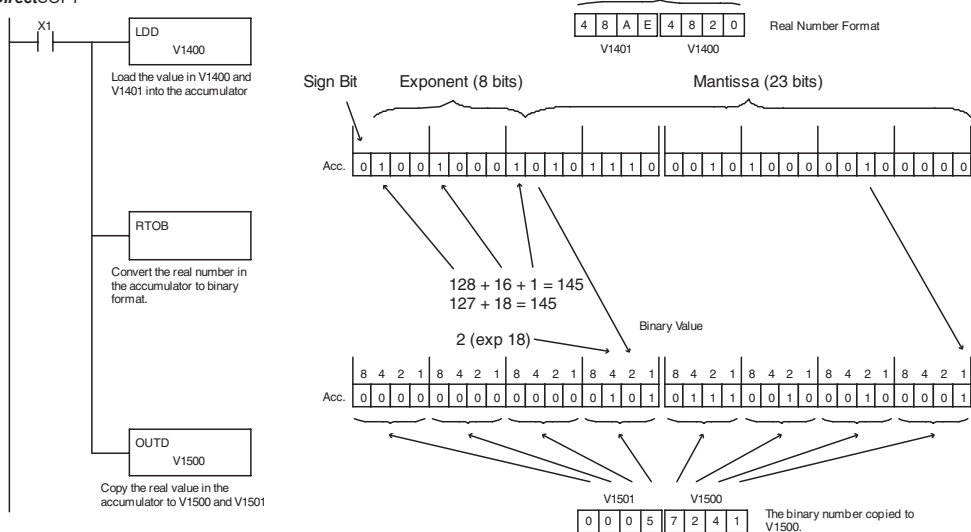 DirectSOFT
X1
LDD
V1400
Load the value in V1400 and
V1401 into the accumulator
4 8 A E 4 8 2 0
Real Number Format
V1401 V1400
Sign Bit Exponent (8 bits) Mantissa (23 bits)
Acc. 0 1 0 0 1 0 0 0 1 0 1 0 1 1 1 0 0 0 1 0 1 0 0 0 0 0 1 0 0 0 0 0
RTOB
Convert the real number in
the accumulator to binary
format.
128 + 16 + 1 = 145
127 + 18 = 145
2 (exp 18)
Binary Value
8 4 2 1 8 4 2 1 8 4 2 1 8 4 2 1 8 4 2 1 8 4 2 1 8 4 2 1 8 4 2 1
Acc. 0 0 0 0 0 0 0 0 0 0 0 0 0 1 0 1 0 1 1 1 0 0 1 0 0 0 1 0 0 0 0 1
OUTD
V1500
Copy the real value in the
accumulator to V1500 and V1501
V1501 V1500
0 0 0 5 7 2 4 1
The binary number copied to
V1500.